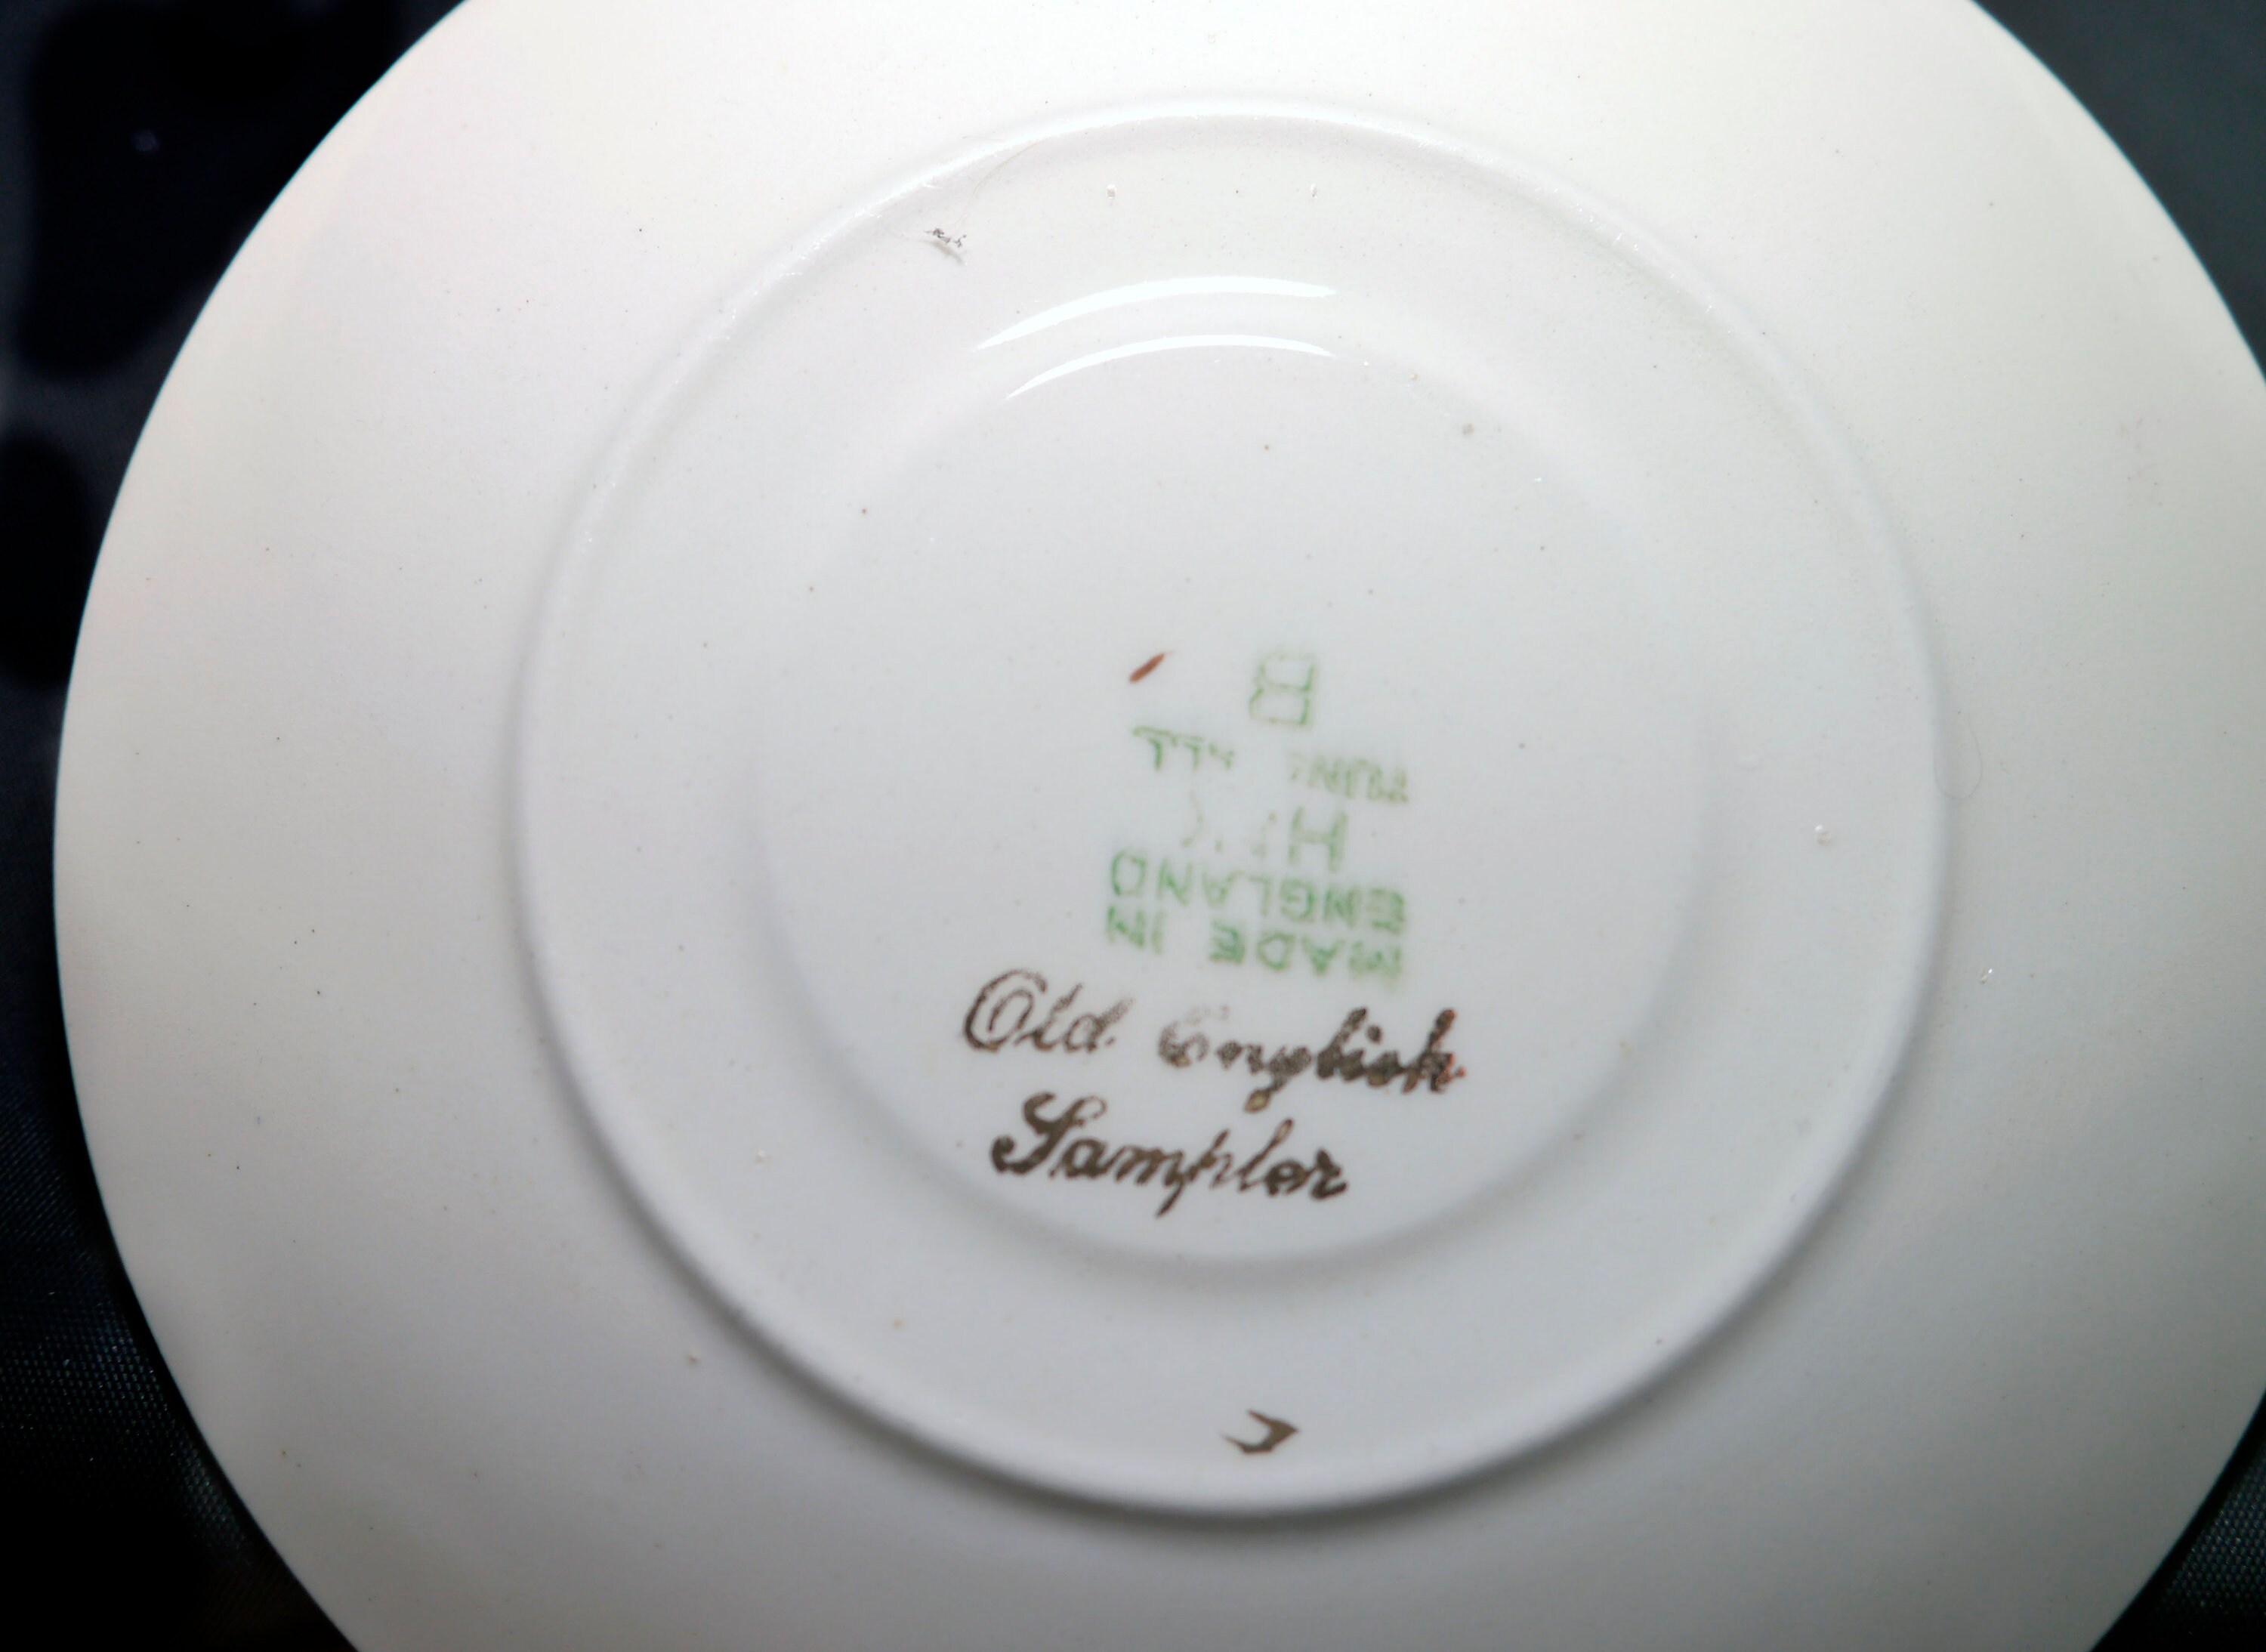 MADE IN
ENGLAND
B
Old English
Sampler